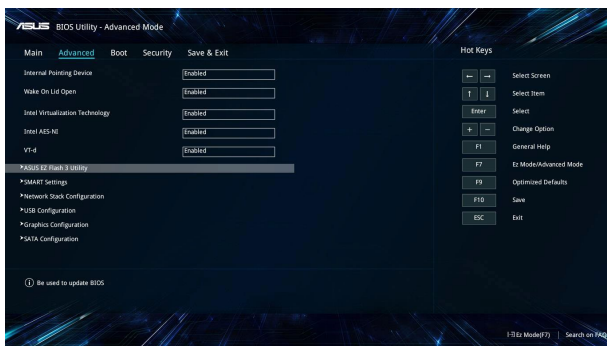 ASUS BIOS Utility - Advanced Mode
Main Advanced Boot Security Save & Exit
Internal Pointing Device Enabled
Wake On Lid Open Enabled
Intel Virtualization Technology Enabled
Intel AES-NI Enabled
VT-d Enabled
ASUS EZ Flash 3 Utility
SMART Settings
Network Stack Configuration
USB Configuration
Graphics Configuration
SATA Configuration
Be used to update BIOS
Hot Keys
← → Select Screen
↑ ↓ Select Item
Enter Select
+ - Change Option
F1 General Help
F7 Ez Mode/Advanced Mode
F9 Optimized Defaults
F10 Save
ESC Exit
Ez Mode(F7) | Search on FAQ